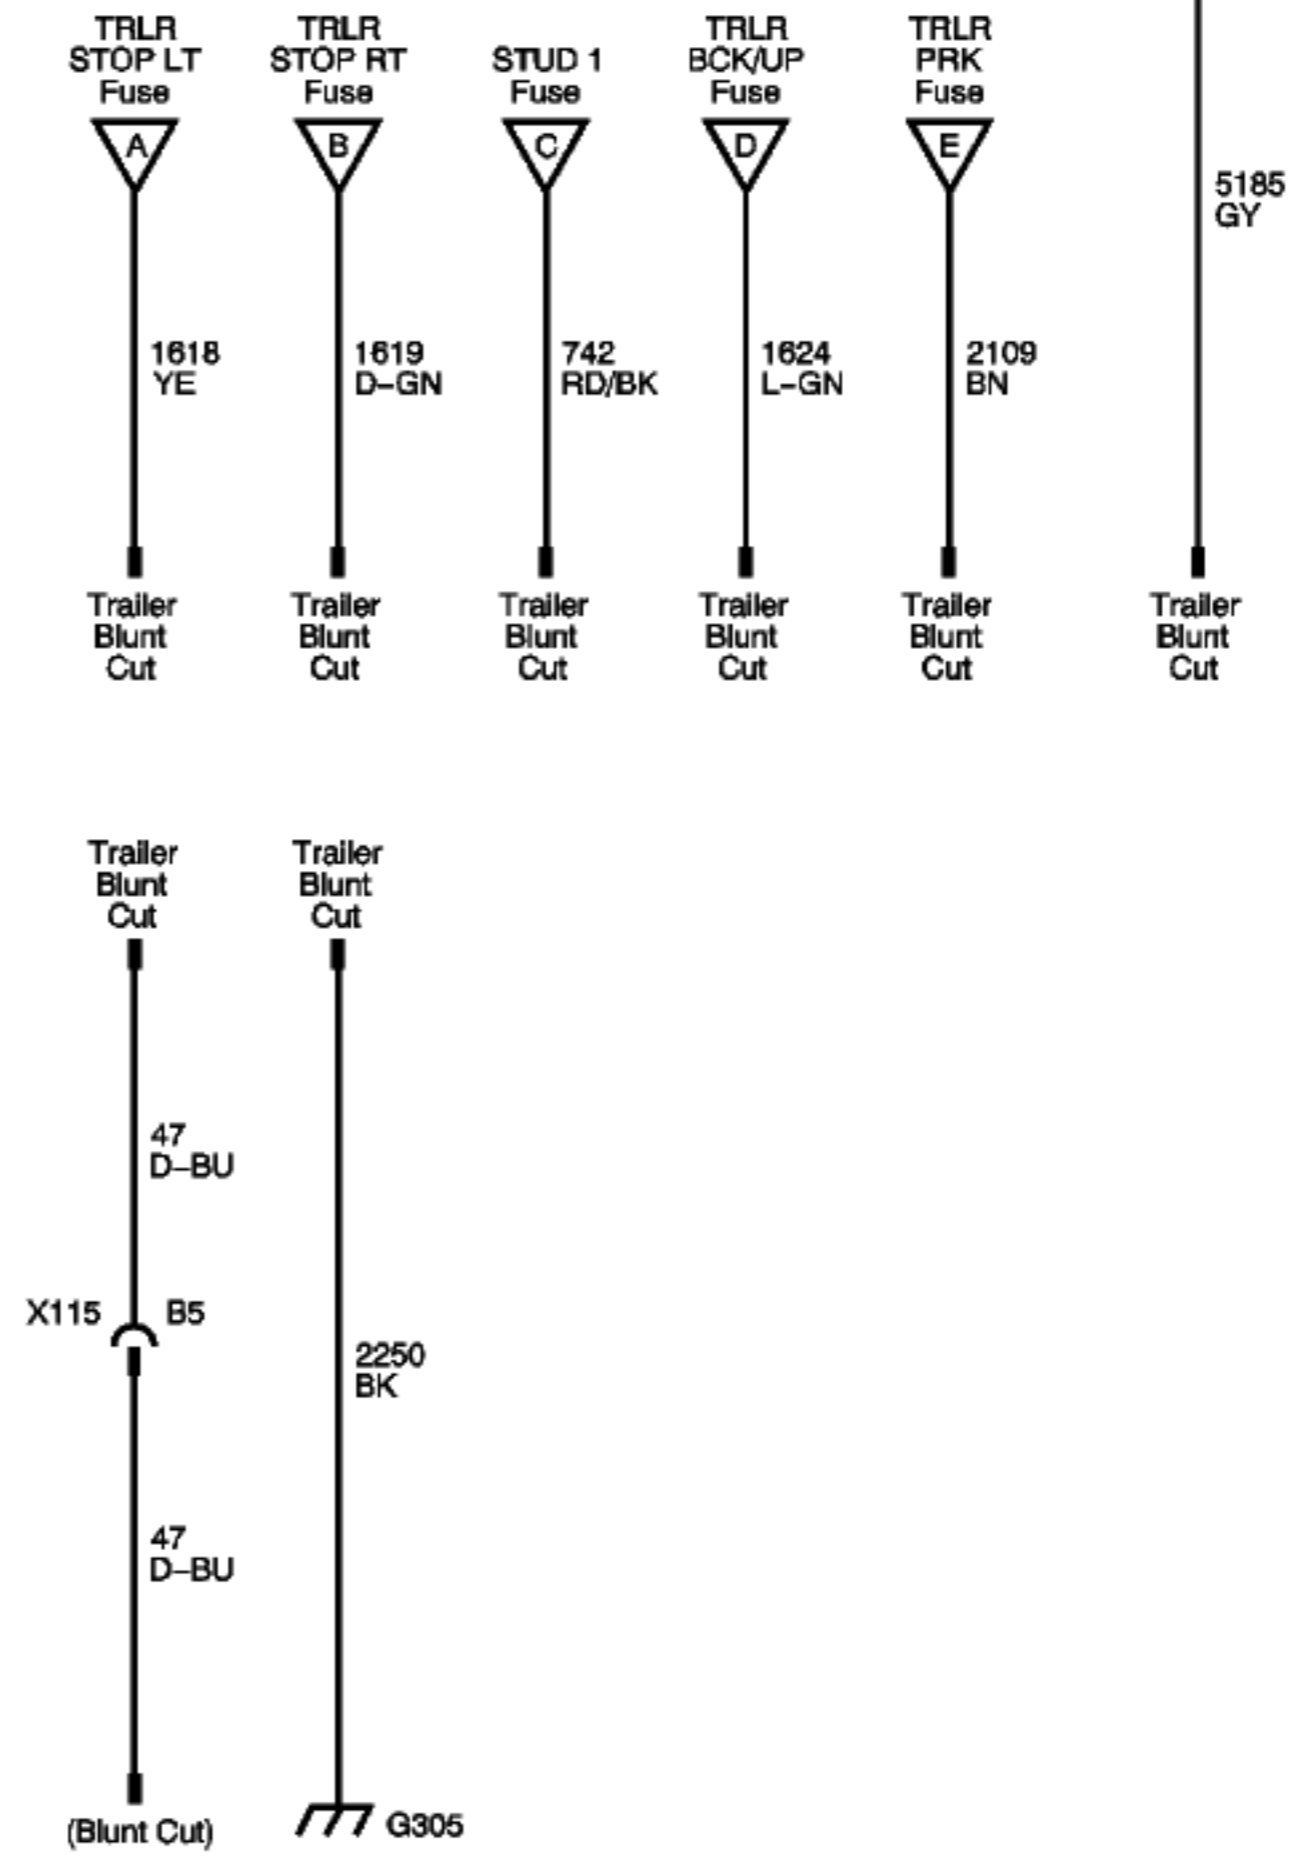 TRLR
STOP LT
Fuse
A
TRLR
STOP RT
Fuse
B
STUD 1
Fuse
C
TRLR
BCK/UP
Fuse
D
TRLR
PRK
Fuse
E
5185
GY
1618
YE
1619
D-GN
742
RD/BK
1624
L-GN
2109
BN
Trailer
Blunt
Cut
Trailer
Blunt
Cut
Trailer
Blunt
Cut
Trailer
Blunt
Cut
Trailer
Blunt
Cut
Trailer
Blunt
Cut
Trailer
Blunt
Cut
Trailer
Blunt
Cut
47
D-BU
X115
B5
2250
BK
47
D-BU
(Blunt Cut)
G305